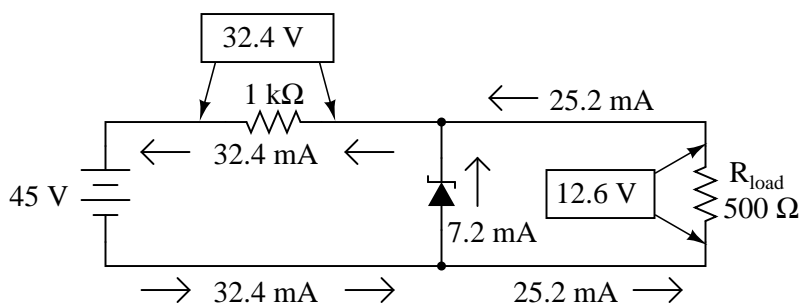 32.4 V
1 kΩ
25.2 mA
32.4 mA
45 V
12.6 V
R_load
500 Ω
7.2 mA
32.4 mA
25.2 mA